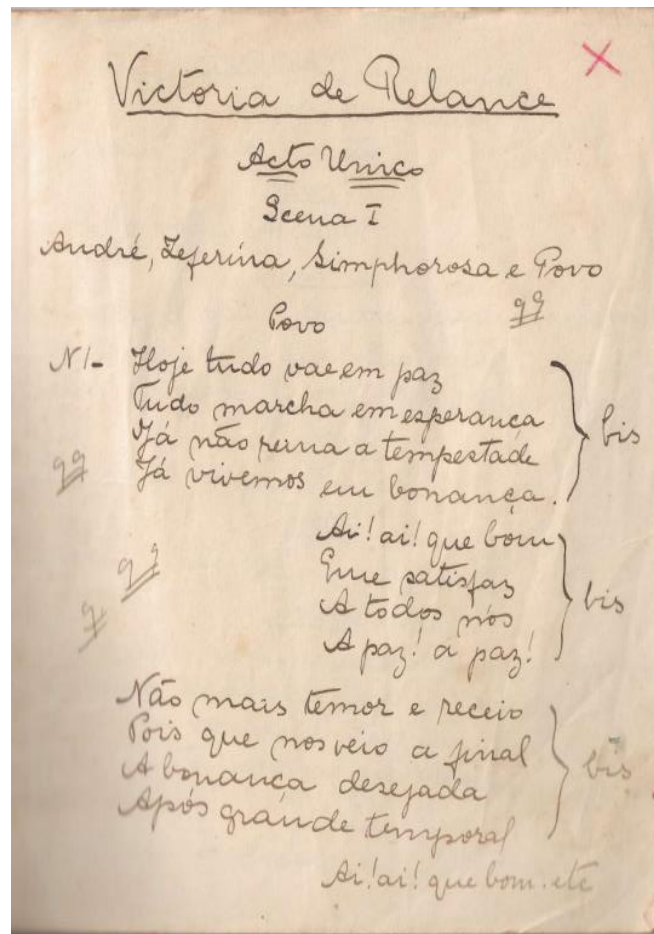 Victoria de Relance
Acto Unico
Scena I
André, Zeferina, Simphorosa e Povo
Povo
N1- Hoje tudo vae em paz
Tudo marcha em esperança
Já não reina a tempestade
Já vivemos em bonança.
bis
Ai! ai! que bom
Que satisfaz
A todos nós
A paz! a paz!
bis
Não mais temor e receio
Pois que nos veio a final
A bonança desejada
Após grande temporal
bis
Ai! ai! que bom. etc